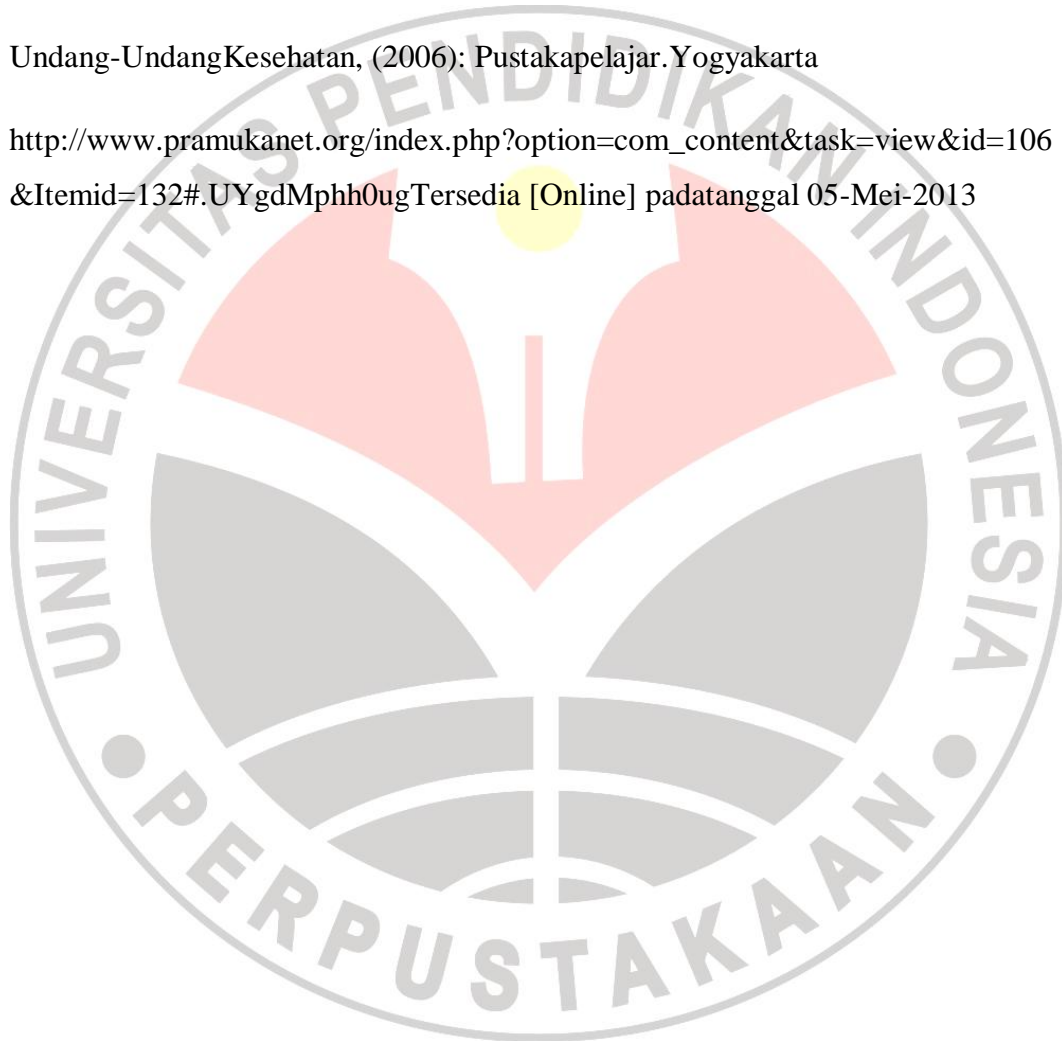 Undang-UndangKesehatan, (2006): Pustakapelajar.Yogyakarta
http://www.pramukanet.org/index.php?option=com_content&task=view&id=106
&Itemid=132#.UYgdMphh0ugTersedia [Online] padatanggal 05-Mei-2013
UNIVERSITAS PENDIDIKAN INDONESIA
PERPUSTAKAAN